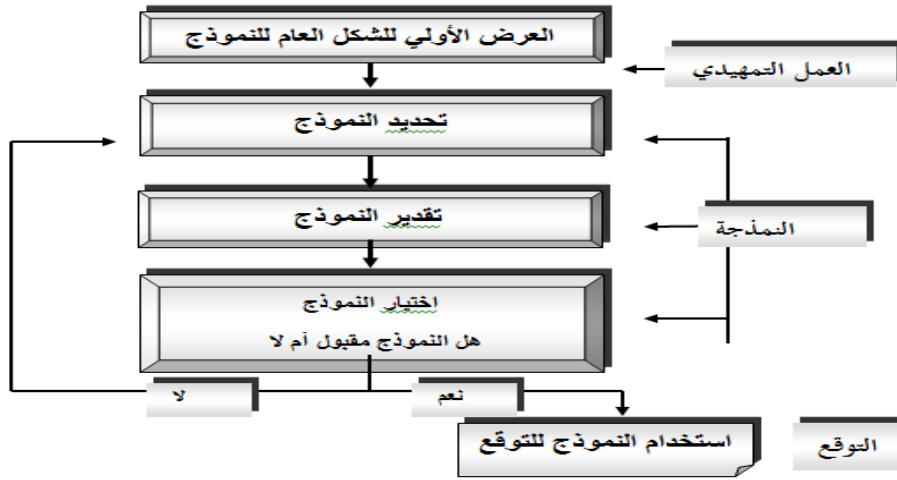 العرض الأولي للشكل العام للنموذج
العمل التمهيدي
تحديد النموذج
تقدير النموذج
النمذجة
اختيار النموذج
هل النموذج مقبول أم لا
لا
نعم
استخدام النموذج للتوقع
التوقع